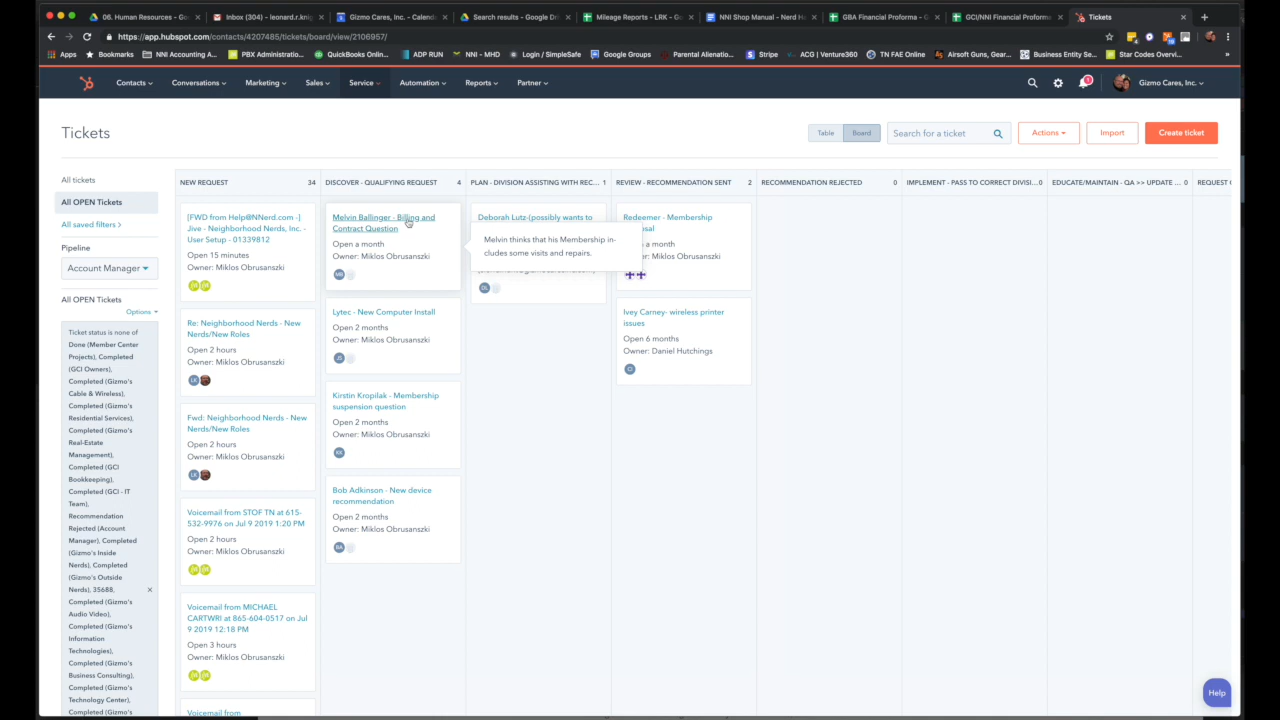 06. Human Resources - Go
Inbox (304) - leonard.r.kni
Gizmo Cares, Inc. - Calend
Search results - Google Dri
Mileage Reports - LRK - Go
NNI Shop Manual - Nerd H
GBA Financial Proforma - G
GCI/NNI Financial Proforma
Tickets
https://app.hubspot.com/contacts/4207485/tickets/board/view/2106957/
Apps
Bookmarks
NNI Accounting A...
PBX Administratio...
QuickBooks Onlin...
ADP RUN
NNI - MHD
Login / SimpleSafe
Google Groups
Parental Alienatio...
Stripe
ACG | Venture360
TN FAE Online
Airsoft Guns, Gear...
Business Entity Se...
Star Codes Overvi...
Contacts
Conversations
Marketing
Sales
Service
Automation
Reports
Partner
1
Gizmo Cares, Inc.
Tickets
Table
Board
Search for a ticket
Actions
Import
Create ticket
All tickets
All OPEN Tickets
All saved filters >
Pipeline
Account Manager
All OPEN Tickets
Options
Ticket status is none of
Done (Member Center
Projects), Completed
(GCI Owners),
Completed (Gizmo's
Cable & Wireless),
Completed (Gizmo's
Residential Services),
Completed (Gizmo's
Real-Estate
Management),
Completed (GCI
Bookkeeping),
Completed (GCI - IT
Team),
Recommendation
Rejected (Account
Manager), Completed
(Gizmo's Inside
Nerds), Completed
(Gizmo's Outside
Nerds), 35688,
Completed (Gizmo's
Audio Video),
Completed (Gizmo's
Information
Technologies),
Completed (Gizmo's
Business Consulting),
Completed (Gizmo's
Technology Center),
Completed (Gizmo's
NEW REQUEST 34
[FWD from Help@NNerd.com -]
Jive - Neighborhood Nerds, Inc. -
User Setup - 01339812
Open 15 minutes
Owner: Miklos Obrusanszki
Re: Neighborhood Nerds - New
Nerds/New Roles
Open 2 hours
Owner: Miklos Obrusanszki
LK
Fwd: Neighborhood Nerds - New
Nerds/New Roles
Open 2 hours
Owner: Miklos Obrusanszki
LK
Voicemail from STOF TN at 615-
532-9976 on Jul 9 2019 1:20 PM
Open 2 hours
Owner: Miklos Obrusanszki
Voicemail from MICHAEL
CARTWRI at 865-604-0517 on Jul
9 2019 12:18 PM
Open 3 hours
Owner: Miklos Obrusanszki
Voicemail from
DISCOVER - QUALIFYING REQUEST 4
Melvin Ballinger - Billing and
Contract Question
Open a month
Owner: Miklos Obrusanszki
MB
Lytec - New Computer Install
Open 2 months
Owner: Miklos Obrusanszki
JS
Kirstin Kropilak - Membership
suspension question
Open 2 months
Owner: Miklos Obrusanszki
KK
Bob Adkinson - New device
recommendation
Open 2 months
Owner: Miklos Obrusanszki
BA
PLAN - DIVISION ASSISTING WITH REC... 1
Deborah Lutz-(possibly wants to
DL
Melvin thinks that his Membership in-
cludes some visits and repairs.
REVIEW - RECOMMENDATION SENT 2
Redeemer - Membership
osal
a month
r: Miklos Obrusanszki
Ivey Carney- wireless printer
issues
Open 6 months
Owner: Daniel Hutchings
CI
RECOMMENDATION REJECTED 0
IMPLEMENT - PASS TO CORRECT DIVISI... 0
EDUCATE/MAINTAIN - QA >> UPDATE ... 0
REQUEST
Help